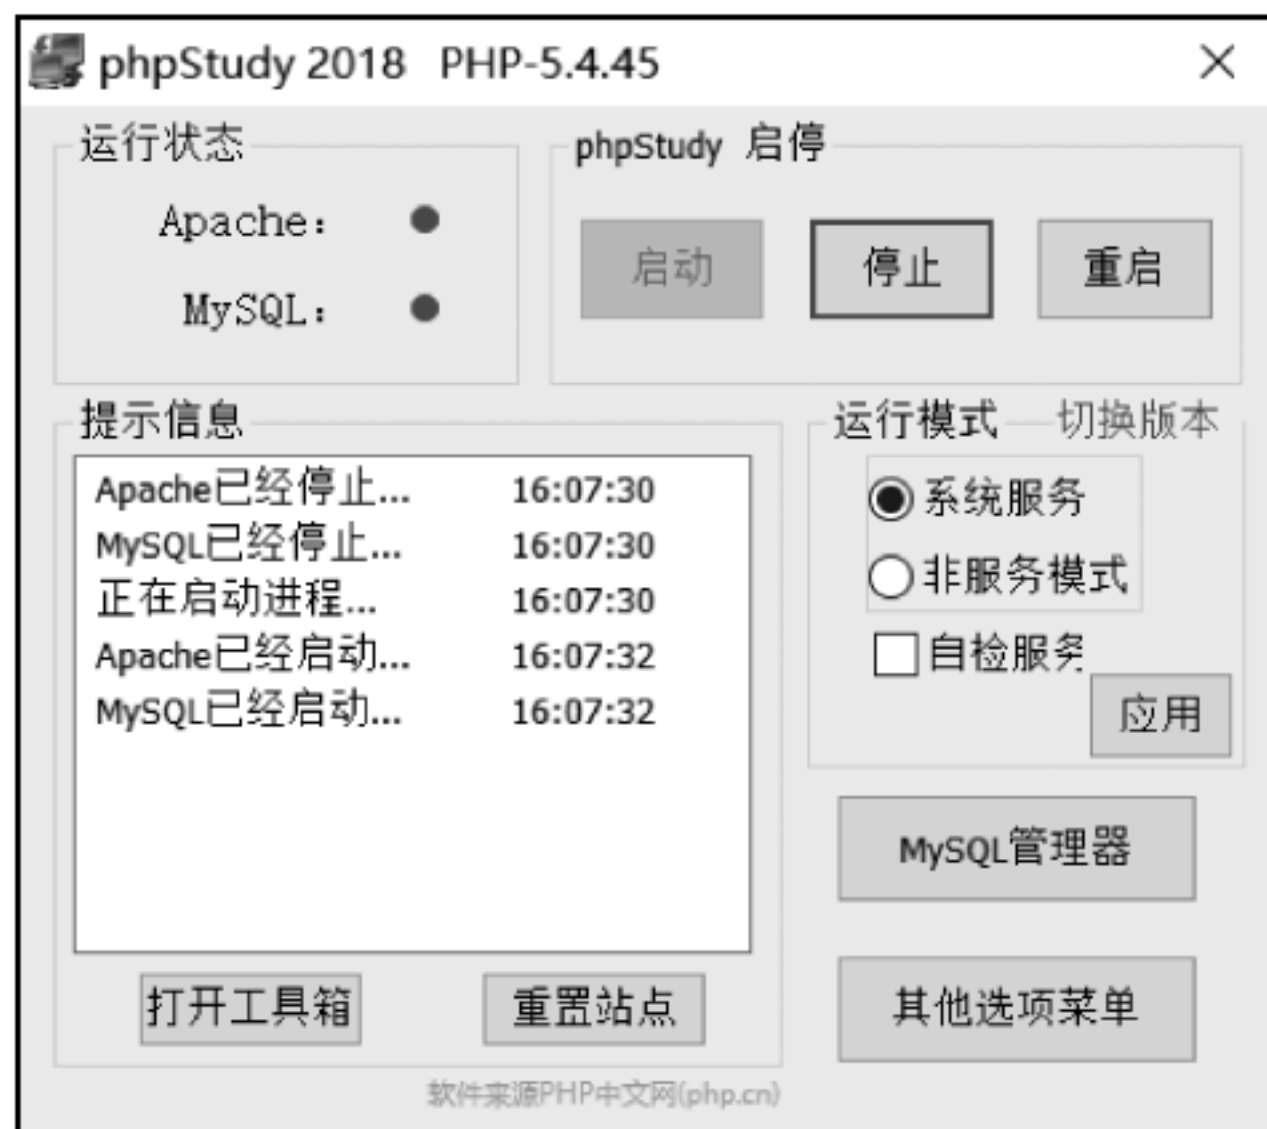 phpStudy 2018 PHP-5.4.45
运行状态
Apache:
MySQL:
phpStudy 启停
启动 停止 重启
提示信息
Apache已经停止... 16:07:30
MySQL已经停止... 16:07:30
正在启动进程... 16:07:30
Apache已经启动... 16:07:32
MySQL已经启动... 16:07:32
打开工具箱 重置站点
运行模式 切换版本
系统服务
非服务模式
自检服务
应用
MySQL管理器
其他选项菜单
软件来源PHP中文网(php.cn)